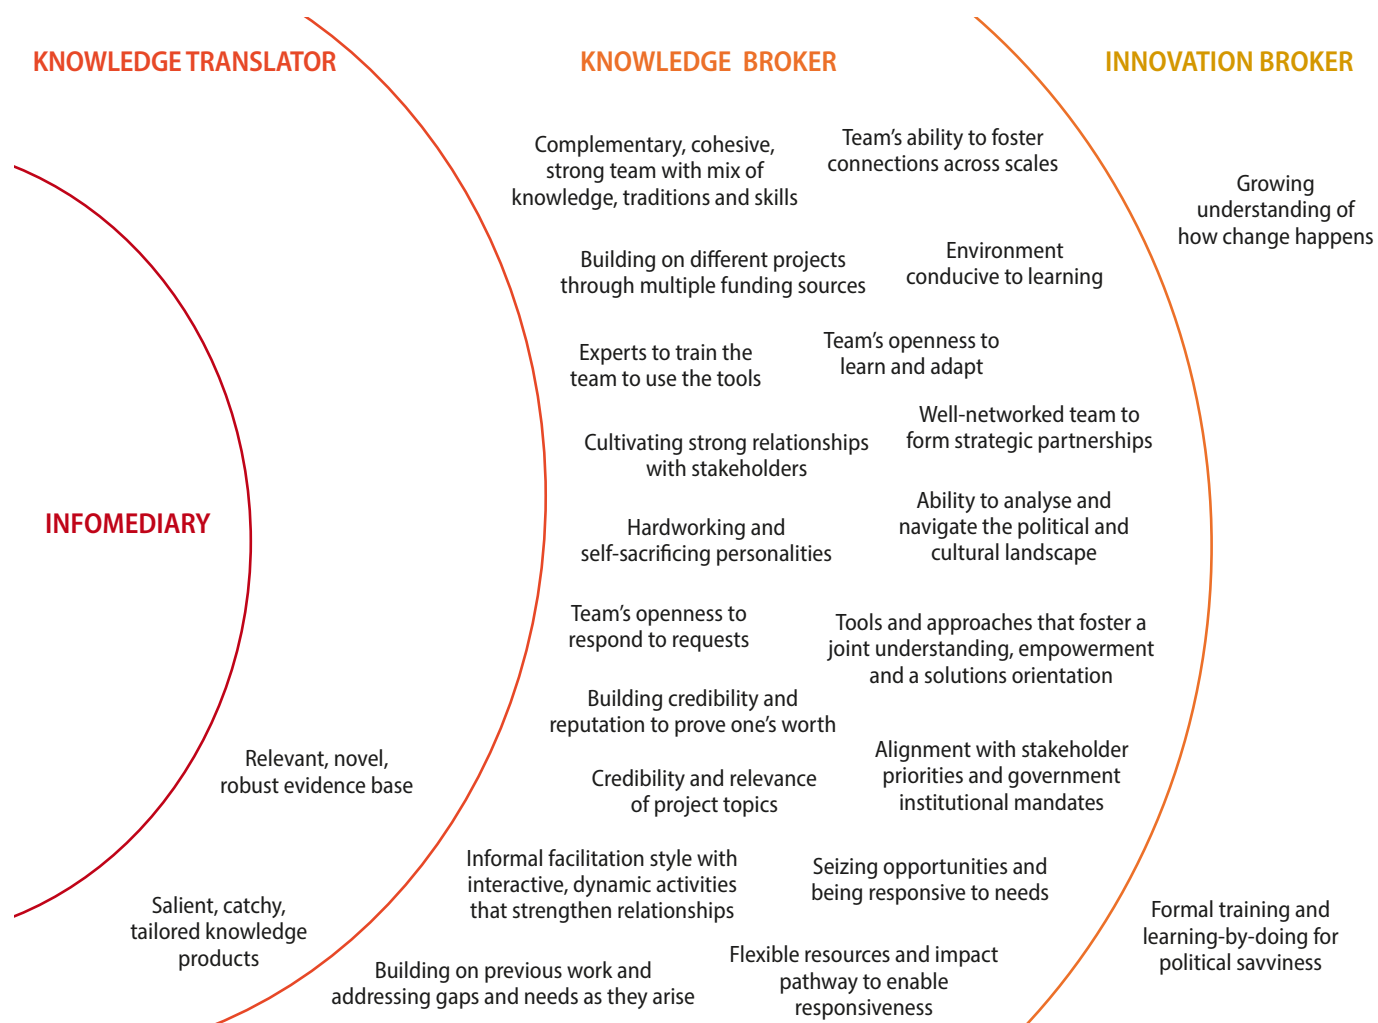 KNOWLEDGE TRANSLATOR
KNOWLEDGE BROKER
INNOVATION BROKER
INFOMEDIARY
Relevant, novel,
robust evidence base
Salient, catchy,
tailored knowledge
products
Complementary, cohesive,
strong team with mix of
knowledge, traditions and skills
Team’s ability to foster
connections across scales
Building on different projects
through multiple funding sources
Environment
conducive to learning
Experts to train the
team to use the tools
Team’s openness to
learn and adapt
Cultivating strong relationships
with stakeholders
Well-networked team to
form strategic partnerships
Hardworking and
self-sacrificing personalities
Ability to analyse and
navigate the political and
cultural landscape
Team’s openness to
respond to requests
Tools and approaches that foster a
joint understanding, empowerment
and a solutions orientation
Building credibility and
reputation to prove one’s worth
Alignment with stakeholder
priorities and government
institutional mandates
Credibility and relevance
of project topics
Informal facilitation style with
interactive, dynamic activities
that strengthen relationships
Seizing opportunities and
being responsive to needs
Building on previous work and
addressing gaps and needs as they arise
Flexible resources and impact
pathway to enable
responsiveness
Growing
understanding of
how change happens
Formal training and
learning-by-doing for
political savviness